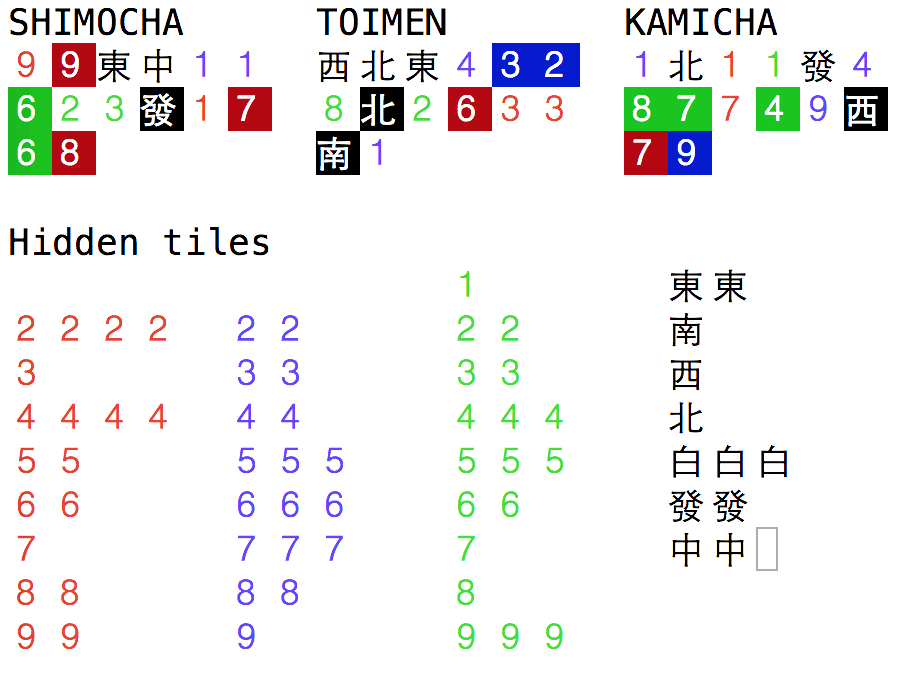 SHIMOCHA TOIMEN KAMICHA
9 9 東 中 1 1 西 北 東 4 3 2 1 北 1 1 發 4
6 2 3 發 1 7 8 北 2 6 3 3 8 7 7 4 9 西
6 8 南 1 7 9
Hidden tiles
1 東 東
2 2 2 2 2 2 2 2 南
3 3 3 3 3 西
4 4 4 4 4 4 4 4 4 北
5 5 5 5 5 5 5 5 白 白 白
6 6 6 6 6 6 6 發 發
7 7 7 7 7 中 中
8 8 8 8 8
9 9 9 9 9 9